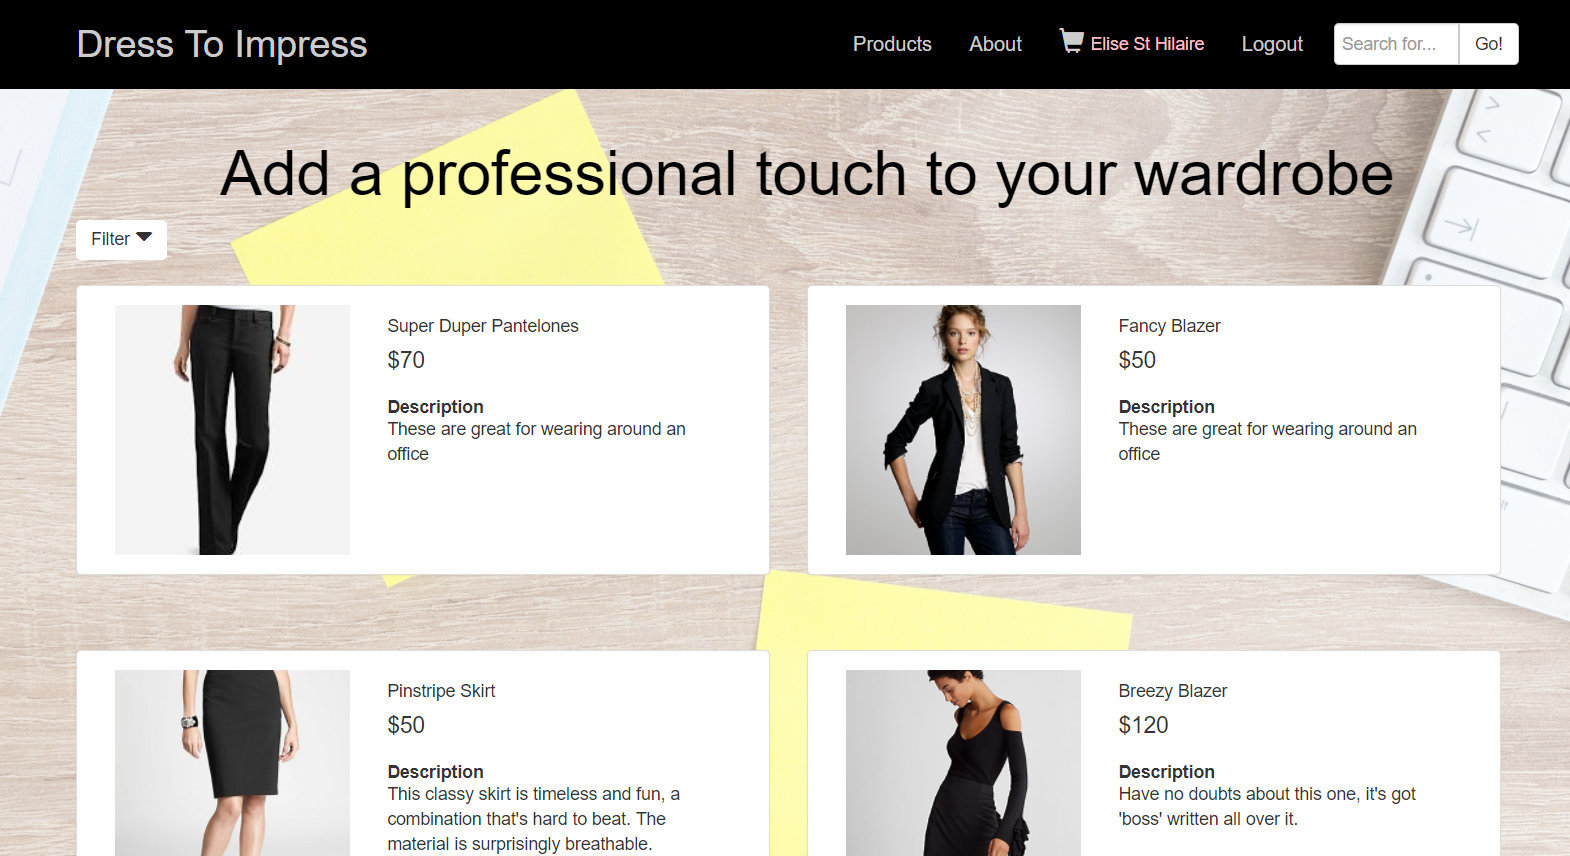 Dress To Impress
Products
About
Elise St Hilaire
Logout
Search for...
Go!
Add a professional touch to your wardrobe
Filter
Super Duper Pantelones
$70
Description
These are great for wearing around an
office
Fancy Blazer
$50
Description
These are great for wearing around an
office
Pinstripe Skirt
$50
Description
This classy skirt is timeless and fun, a
combination that's hard to beat. The
material is surprisingly breathable.
Breezy Blazer
$120
Description
Have no doubts about this one, it's got
'boss' written all over it.